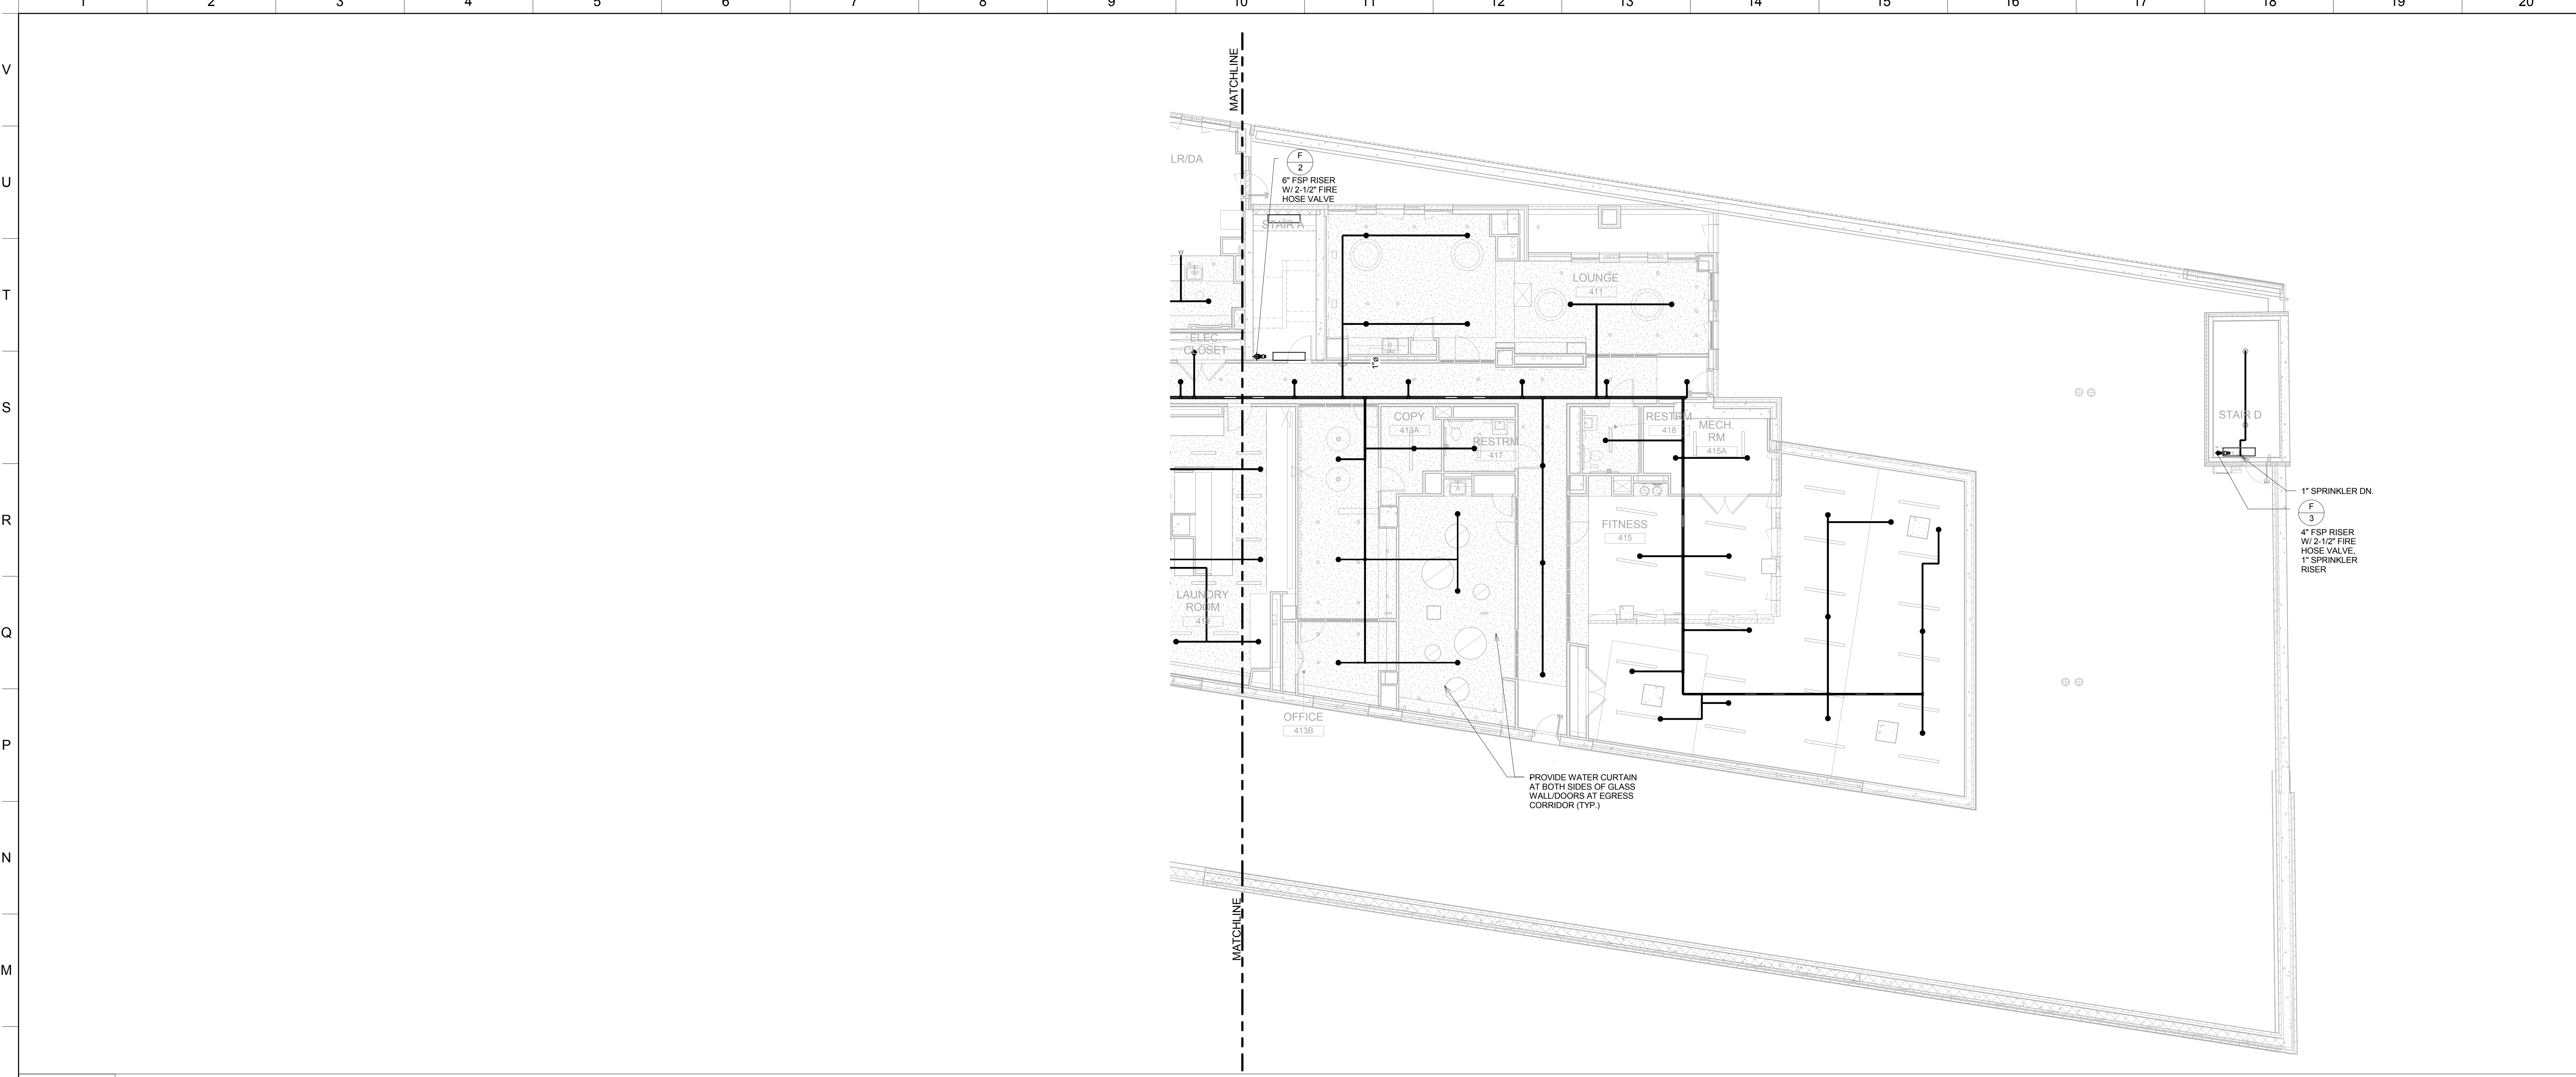 1 2 3 4 5 6 7 8 9 10 11 12 13 14 15 16 17 18 19 20
V
U
T
S
R
Q
P
N
M
MATCHLINE
LR/DA
F
2
6" FSP RISER
W/ 2-1/2" FIRE
HOSE VALVE
STAIR A
LOUNGE
411
ELEC.
CLOSET
1"Ø
COPY
413A
RESTRM
417
RESTRM
418
MECH.
RM
415A
STAIR D
1" SPRINKLER DN.
F
3
4" FSP RISER
W/ 2-1/2" FIRE
HOSE VALVE,
1" SPRINKLER
RISER
FITNESS
415
LAUNDRY
ROOM
OFFICE
413B
PROVIDE WATER CURTAIN
AT BOTH SIDES OF GLASS
WALL/DOORS AT EGRESS
CORRIDOR (TYP.)
MATCHLINE